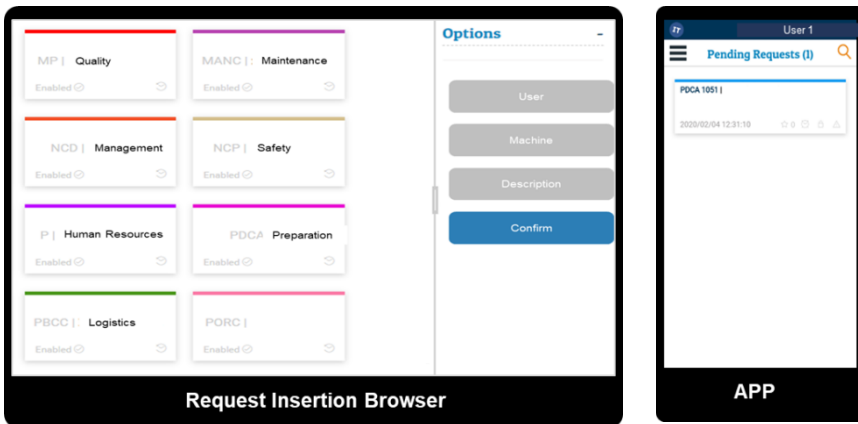 MP | Quality
Enabled
MANC | : Maintenance
Enabled
NCD | Management
Enabled
NCP | Safety
Enabled
P | Human Resources
Enabled
PDCA Preparation
Enabled
PBCC | : Logistics
Enabled
PORC |
Enabled
Options -
User
Machine
Description
Confirm
Request Insertion Browser
IT
User 1
Pending Requests (1)
PDCA 1051 |
2020/02/04 12:31:10 0
APP